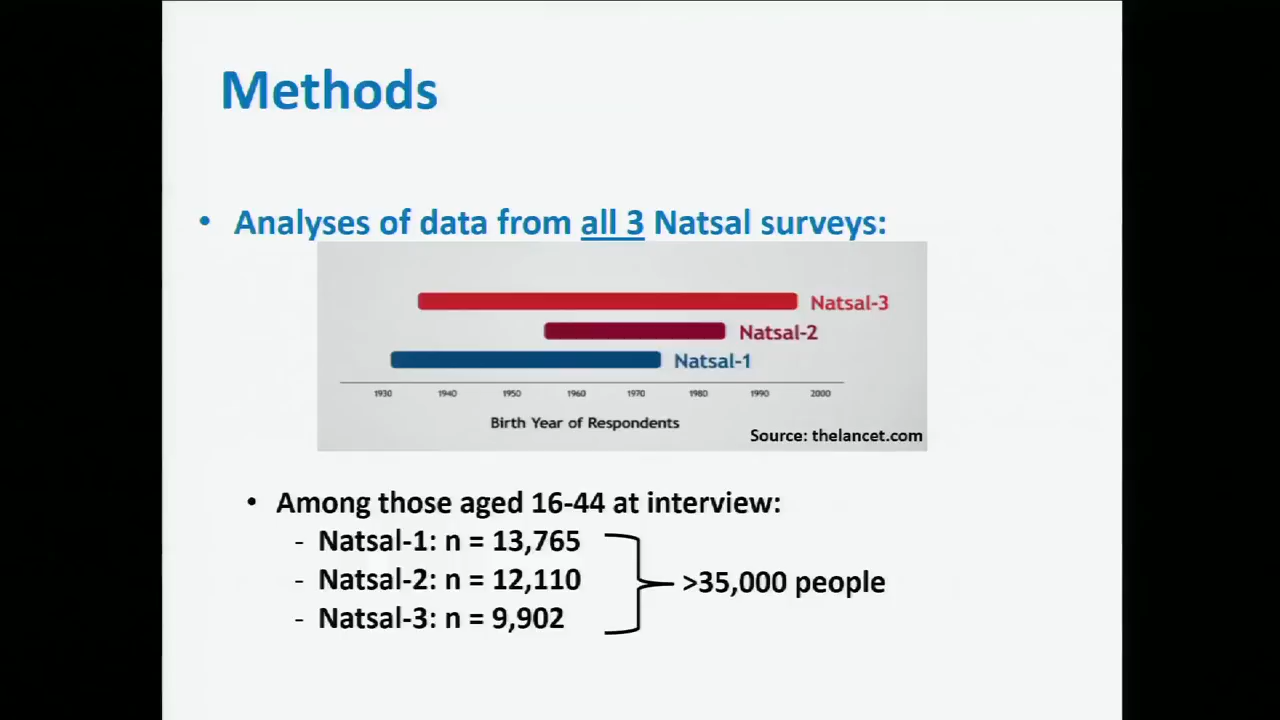 Methods
• Analyses of data from all 3 Natsal surveys:
Natsal-3
Natsal-2
Natsal-1
1930 1940 1950 1960 1970 1980 1990 2000
Birth Year of Respondents
Source: thelancet.com
• Among those aged 16-44 at interview:
- Natsal-1: n = 13,765
- Natsal-2: n = 12,110
- Natsal-3: n = 9,902
>35,000 people